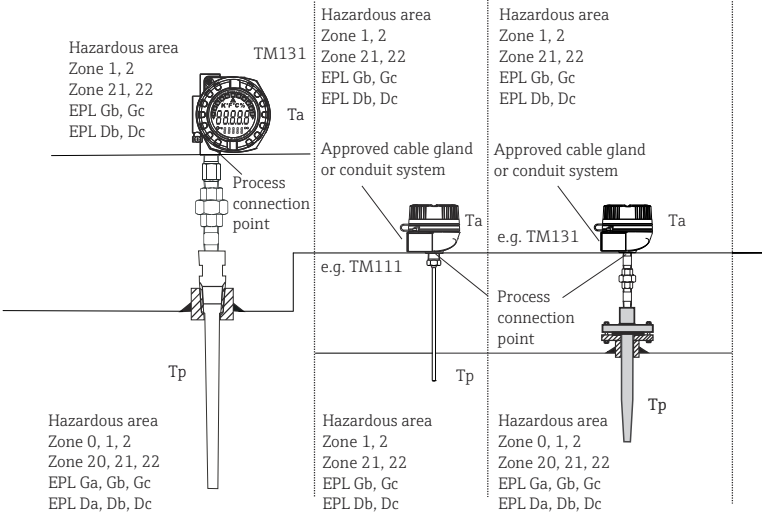 Hazardous area
Zone 1, 2
Zone 21, 22
EPL Gb, Gc
EPL Db, Dc
TM131
Ta
Process
connection
point
Tp
Hazardous area
Zone 0, 1, 2
Zone 20, 21, 22
EPL Ga, Gb, Gc
EPL Da, Db, Dc
Hazardous area
Zone 1, 2
Zone 21, 22
EPL Gb, Gc
EPL Db, Dc
Approved cable gland
or conduit system
Ta
e.g. TM111
Process
connection
point
Tp
Hazardous area
Zone 1, 2
Zone 21, 22
EPL Gb, Gc
EPL Db, Dc
Hazardous area
Zone 1, 2
Zone 21, 22
EPL Gb, Gc
EPL Db, Dc
Approved cable gland
or conduit system
Ta
e.g. TM131
Tp
Hazardous area
Zone 0, 1, 2
Zone 20, 21, 22
EPL Ga, Gb, Gc
EPL Da, Db, Dc